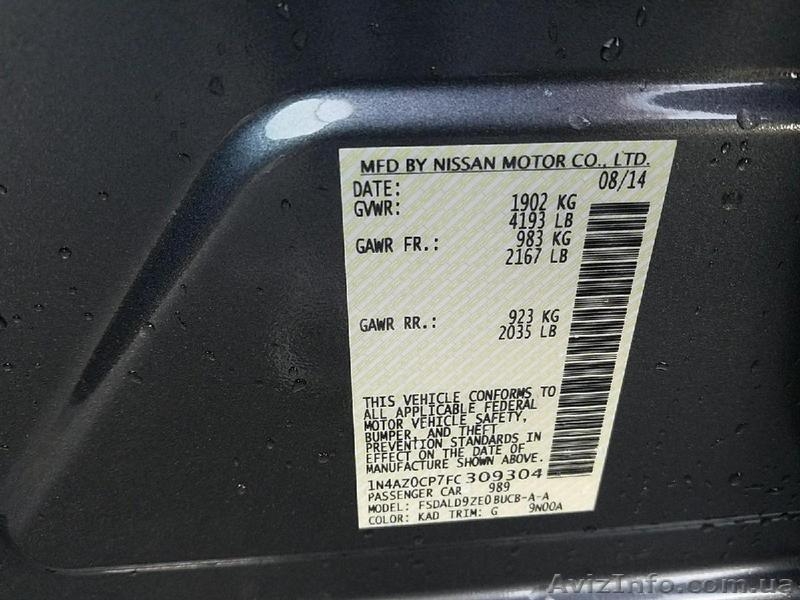 MFD BY NISSAN MOTOR CO., LTD.
DATE: 08/14
GVWR: 1902 KG
4193 LB
GAWR FR.: 983 KG
2167 LB
GAWR RR.: 923 KG
2035 LB
THIS VEHICLE CONFORMS TO
ALL APPLICABLE FEDERAL
MOTOR VEHICLE SAFETY,
BUMPER, AND THEFT
PREVENTION STANDARDS IN
EFFECT ON THE DATE OF
MANUFACTURE SHOWN ABOVE.
1N4AZ0CP7FC309304
PASSENGER CAR 989
MODEL: FSDALD9ZE0BUCB-A-A
COLOR: KAD TRIM: G 9N00A
AvizInfo.com.ua